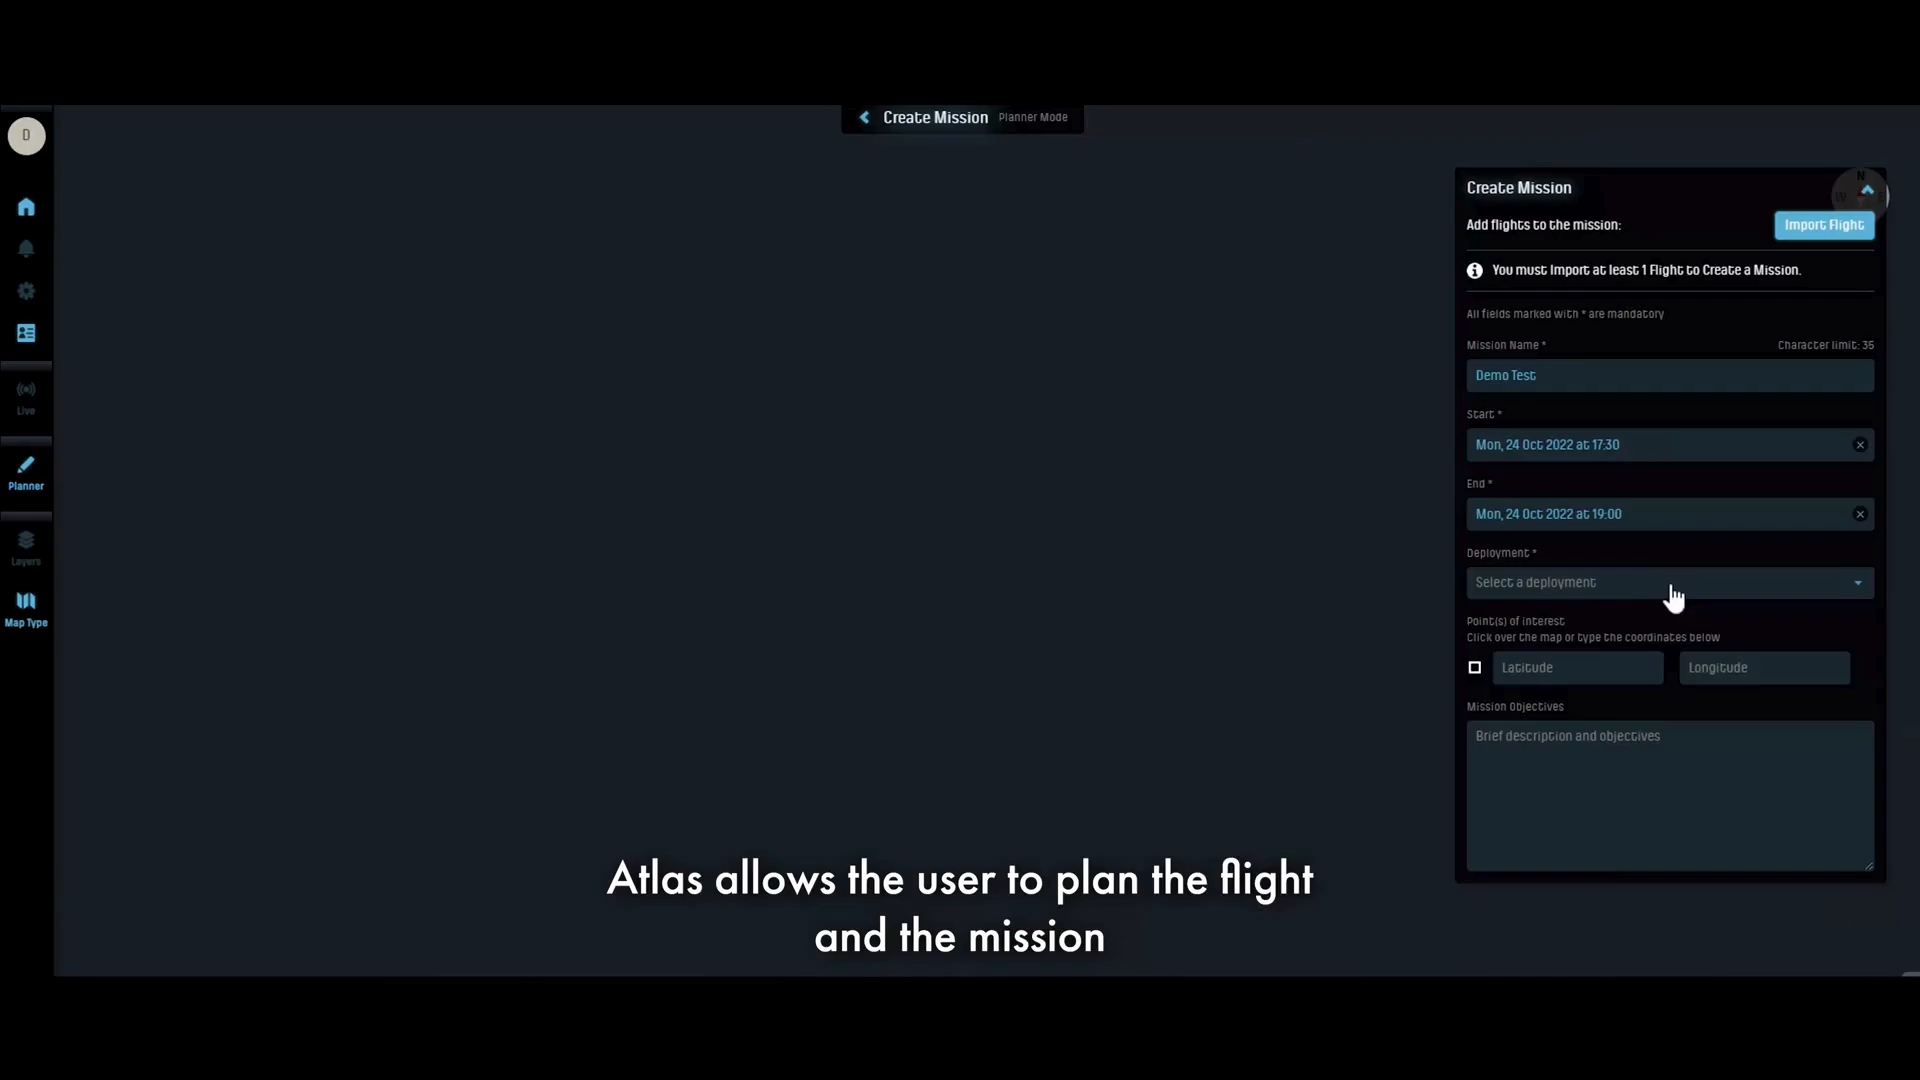 Create Mission Planner Mode
D
Live
Planner
Layers
Map Type
N
W
Create Mission
Add flights to the mission:
Import Flight
You must Import at least 1 Flight to Create a Mission.
All fields marked with * are mandatory
Mission Name *
Character limit: 35
Demo Test
Start *
Mon, 24 Oct 2022 at 17:30
End *
Mon, 24 Oct 2022 at 19:00
Deployment *
Select a deployment
Point(s) of interest
Click over the map or type the coordinates below
Latitude
Longitude
Mission Objectives
Brief description and objectives
Atlas allows the user to plan the flight
and the mission